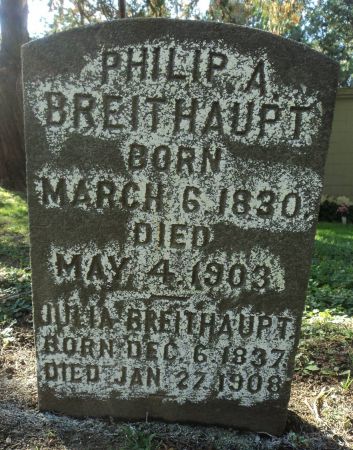 PHILIP. A
BREITHAUPT
BORN
MARCH 6 1830.
DIED
MAY, 4. 1903
JULIA BREITHAUPT
BORN DEC. 6 1837
DIED JAN 27 1908